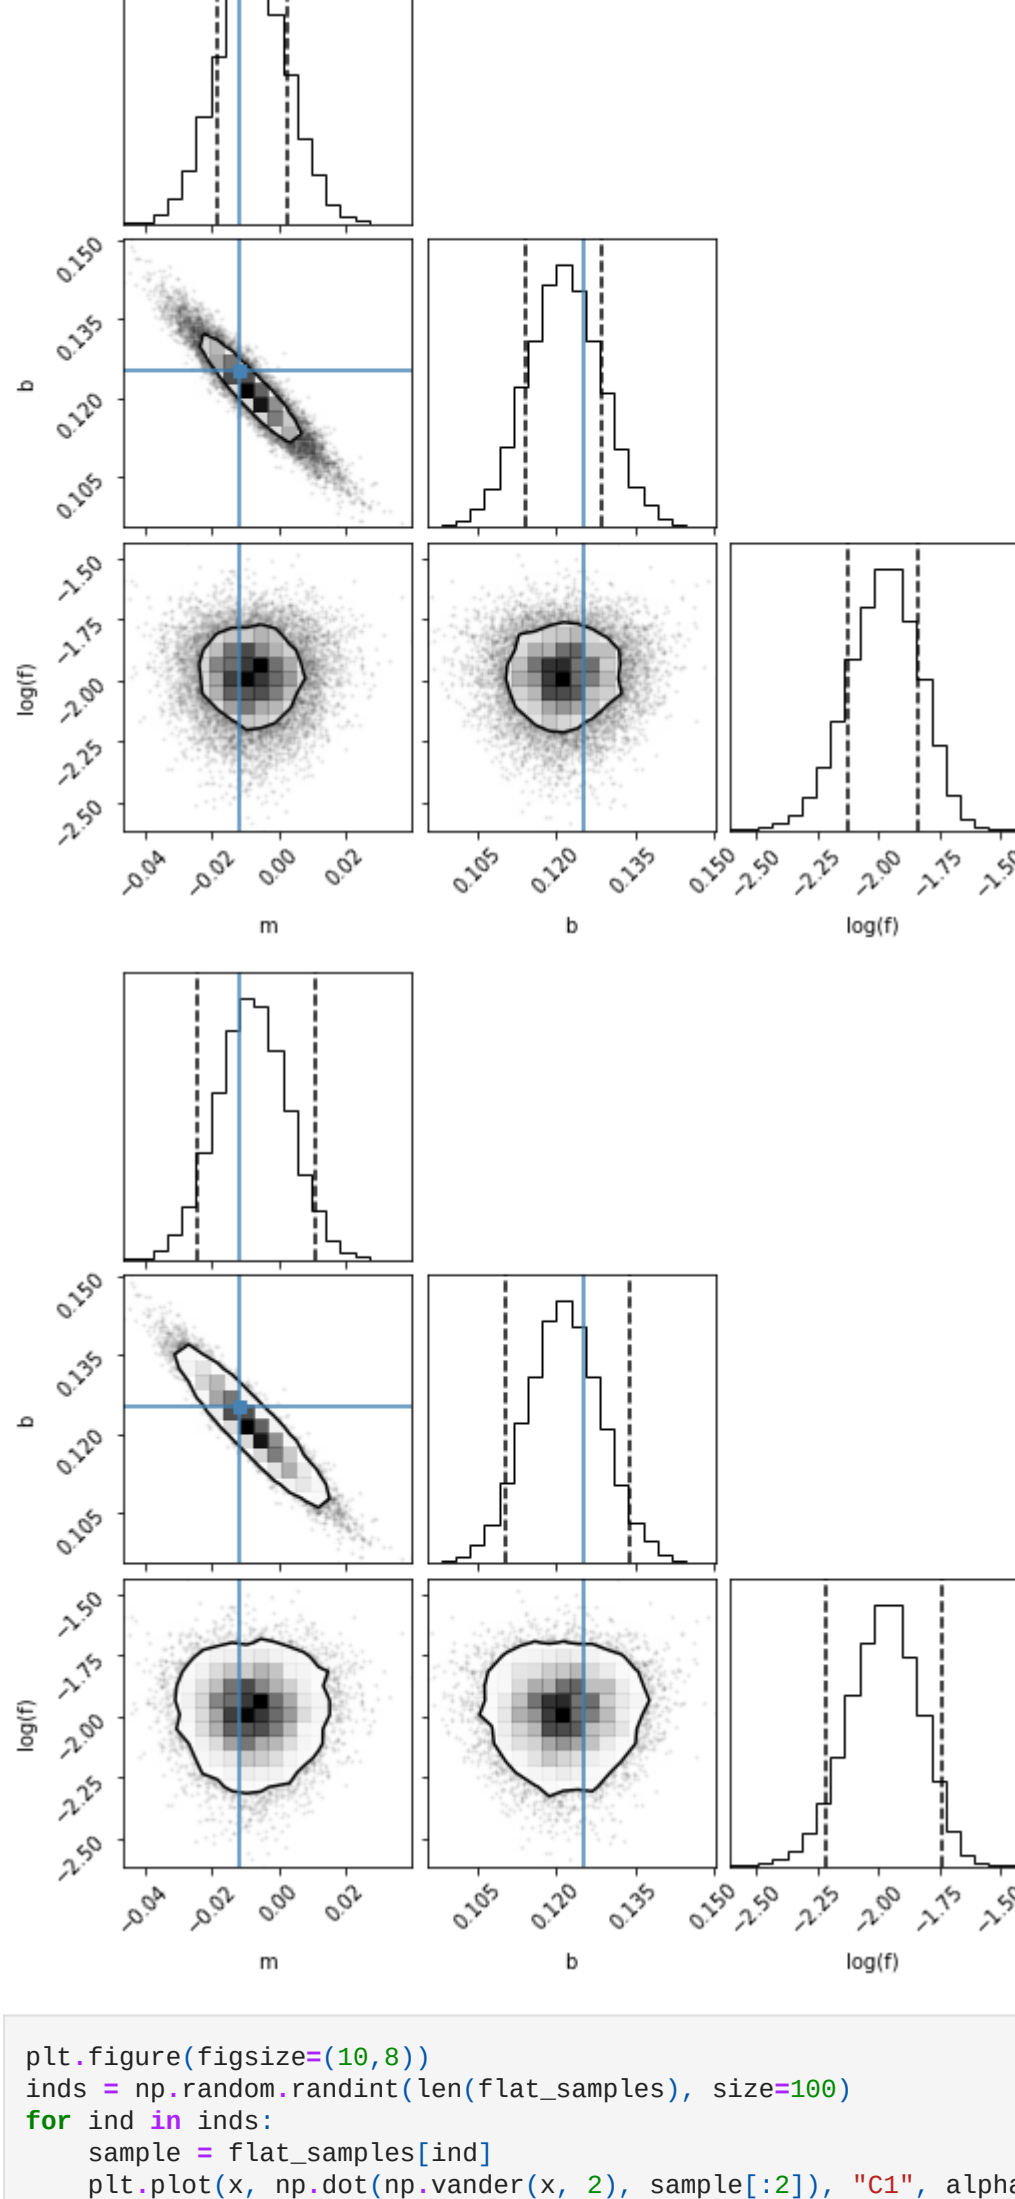 0.150
0.135
0.120
0.105
b
−1.50
−1.75
−2.00
−2.25
−2.50
log(f)
−0.04 −0.02 0.00 0.02
m
0.105 0.120 0.135 0.150
b
−2.50 −2.25 −2.00 −1.75 −1.50
log(f)
0.150
0.135
0.120
0.105
b
−1.50
−1.75
−2.00
−2.25
−2.50
log(f)
−0.04 −0.02 0.00 0.02
m
0.105 0.120 0.135 0.150
b
−2.50 −2.25 −2.00 −1.75 −1.50
log(f)
plt.figure(figsize=(10,8))
inds = np.random.randint(len(flat_samples), size=100)
for ind in inds:
    sample = flat_samples[ind]
    plt.plot(x, np.dot(np.vander(x, 2), sample[:2]), "C1", alpha